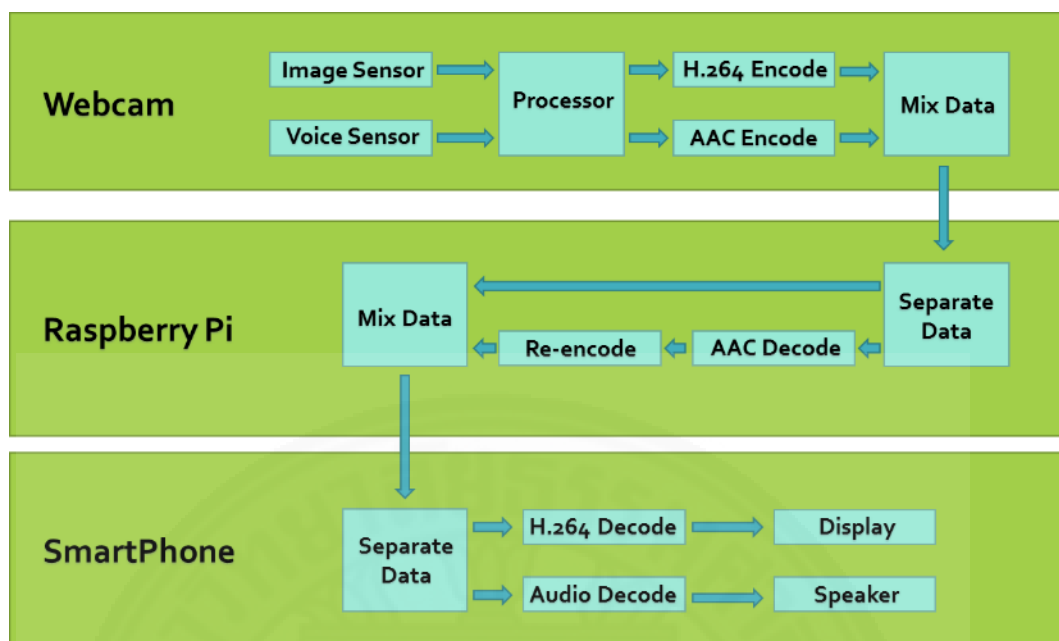 Webcam
Image Sensor
Voice Sensor
Processor
H.264 Encode
AAC Encode
Mix Data
Raspberry Pi
Mix Data
Re-encode
AAC Decode
Separate
Data
SmartPhone
Separate
Data
H.264 Decode
Audio Decode
Display
Speaker